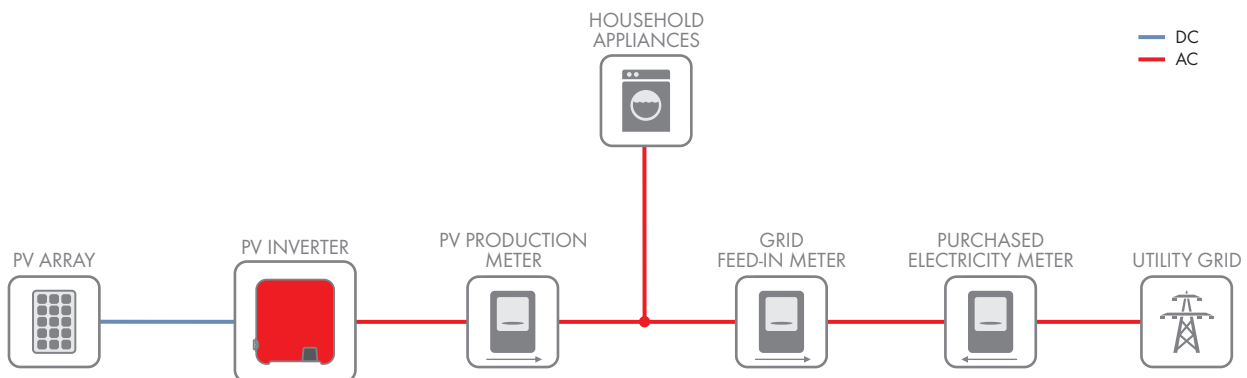 HOUSEHOLD
APPLIANCES
DC
AC
PV ARRAY
PV INVERTER
PV PRODUCTION
METER
GRID
FEED-IN METER
PURCHASED
ELECTRICITY METER
UTILITY GRID